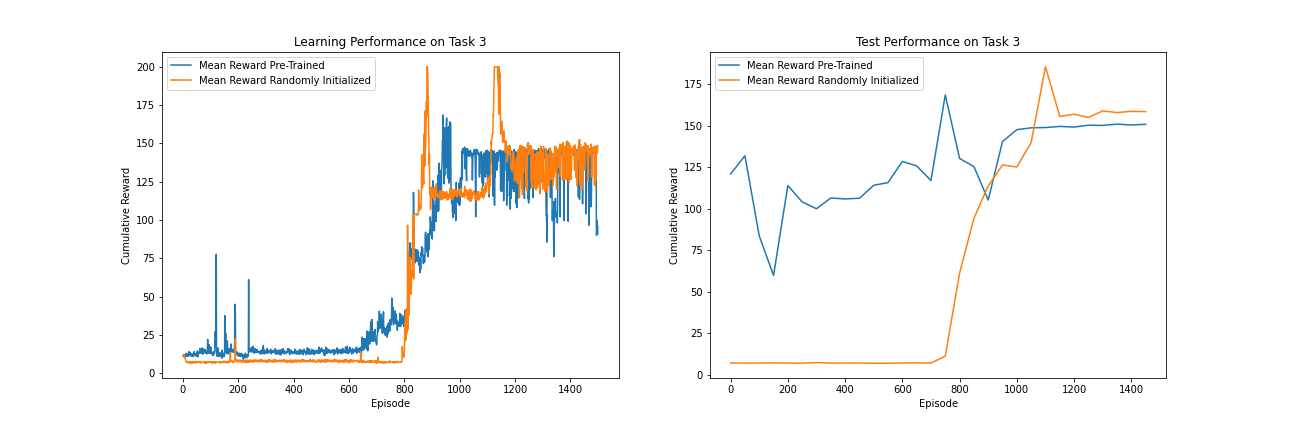 Learning Performance on Task 3
Mean Reward Pre-Trained
Mean Reward Randomly Initialized
200
175
150
125
100
75
50
25
0
Cumulative Reward
0 200 400 600 800 1000 1200 1400
Episode
Test Performance on Task 3
Mean Reward Pre-Trained
Mean Reward Randomly Initialized
175
150
125
100
75
50
25
0
Cumulative Reward
0 200 400 600 800 1000 1200 1400
Episode